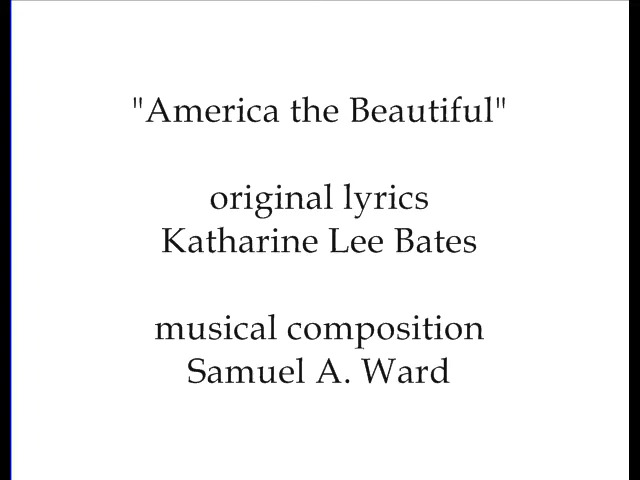 "America the Beautiful"
original lyrics
Katharine Lee Bates
musical composition
Samuel A. Ward